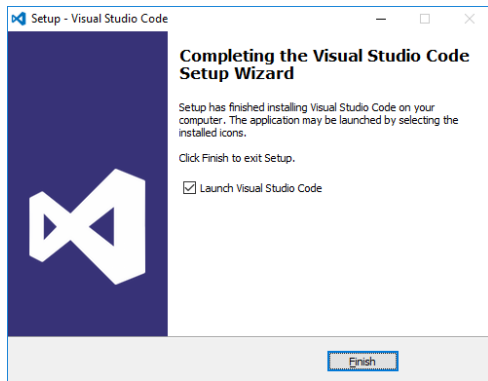 Setup - Visual Studio Code
Completing the Visual Studio Code
Setup Wizard
Setup has finished installing Visual Studio Code on your
computer. The application may be launched by selecting the
installed icons.
Click Finish to exit Setup.
Launch Visual Studio Code
Finish